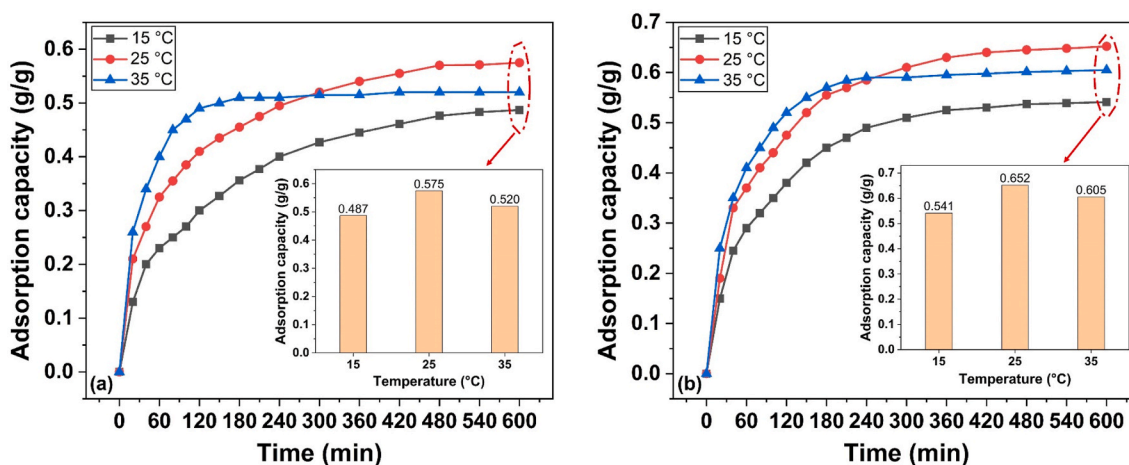 15 °C
25 °C
35 °C
Adsorption capacity (g/g)
0.6
0.5
0.4
0.3
0.2
0.1
0.0
(a)
0 60 120 180 240 300 360 420 480 540 600
Time (min)
Adsorption capacity (g/g)
0.6
0.5
0.4
0.3
0.2
0.1
0.0
0.487
0.575
0.520
15 25 35
Temperature (°C)
15 °C
25 °C
35 °C
Adsorption capacity (g/g)
0.7
0.6
0.5
0.4
0.3
0.2
0.1
0.0
(b)
0 60 120 180 240 300 360 420 480 540 600
Time (min)
Adsorption capacity (g/g)
0.7
0.6
0.5
0.4
0.3
0.2
0.1
0.0
0.541
0.652
0.605
15 25 35
Temperature (°C)